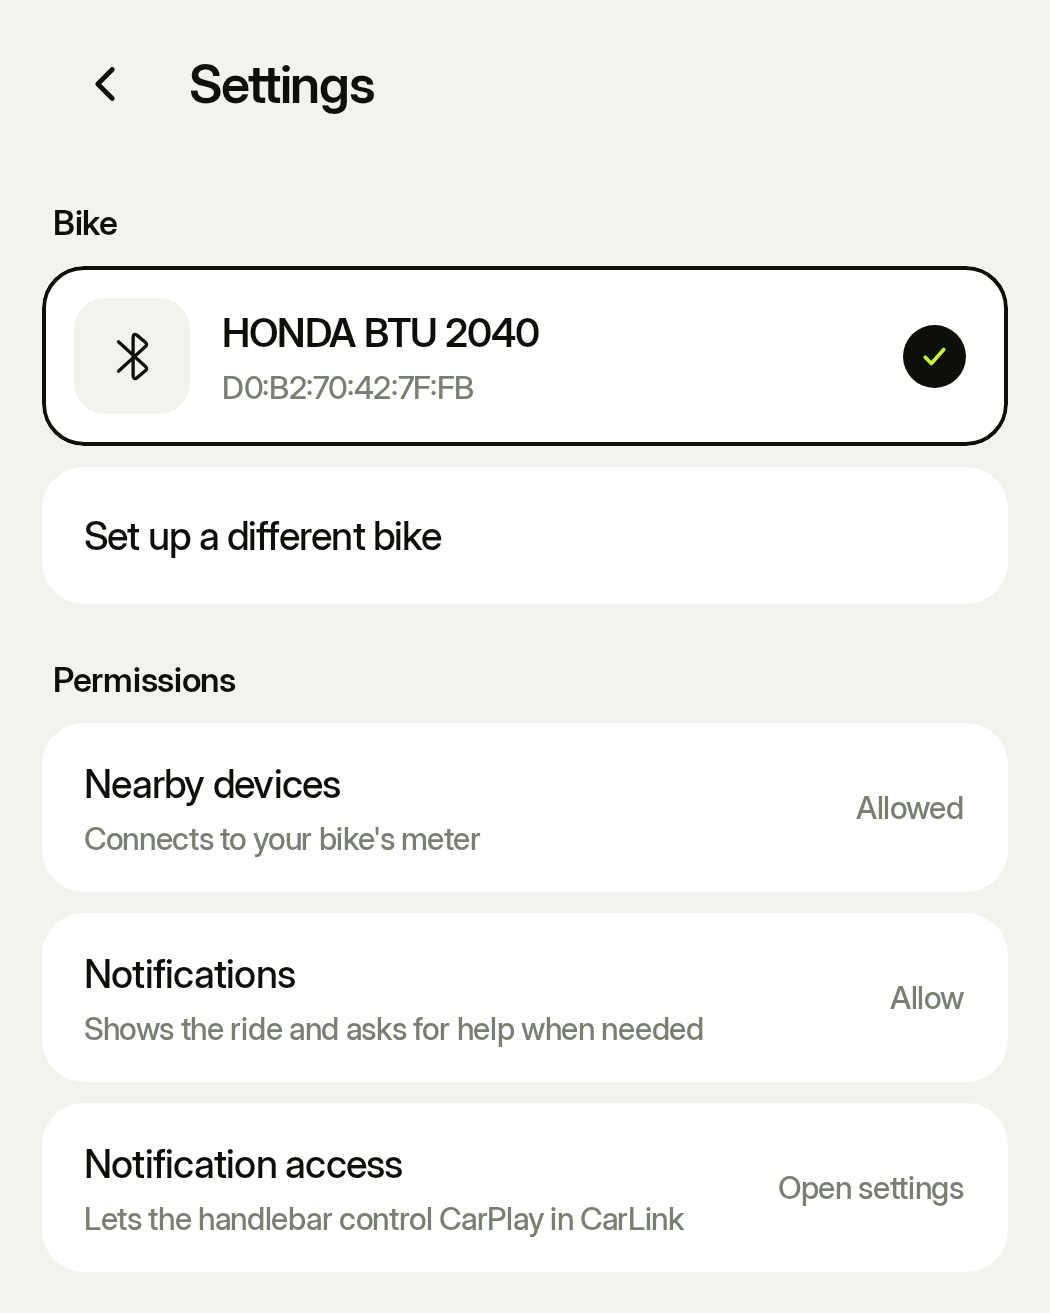 Settings
Bike
HONDA BTU 2040
D0:B2:70:42:7F:FB
Set up a different bike
Permissions
Nearby devices
Connects to your bike's meter
Allowed
Notifications
Shows the ride and asks for help when needed
Allow
Notification access
Lets the handlebar control CarPlay in CarLink
Open settings